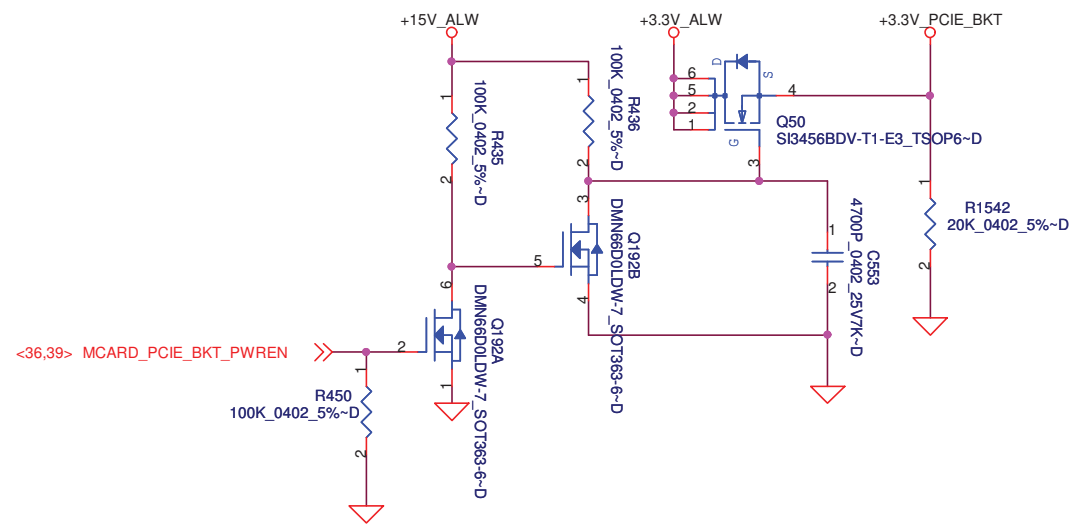 +15V_ALW
+3.3V_ALW
+3.3V_PCIE_BKT
1
R435
100K_0402_5%~D
2
1
R436
100K_0402_5%~D
2
6
5
2
1
D
S
G
4
Q50
SI3456BDV-T1-E3_TSOP6~D
3
3
5
Q192B
DMN66D0LDW-7_SOT363-6~D
4
1
C553
4700P_0402_25V7K~D
2
1
R1542
20K_0402_5%~D
2
6
2
Q192A
DMN66D0LDW-7_SOT363-6~D
1
<36,39> MCARD_PCIE_BKT_PWREN
1
R450
100K_0402_5%~D
2